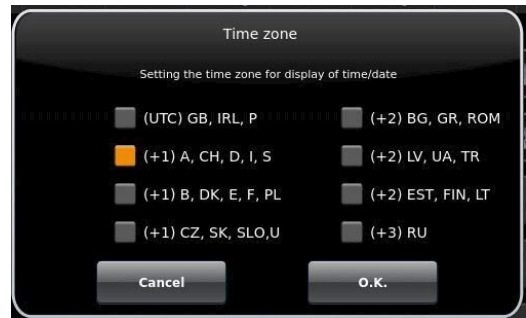 Time zone
Setting the time zone for display of time/date
(UTC) GB, IRL, P
(+2) BG, GR, ROM
(+1) A, CH, D, I, S
(+2) LV, UA, TR
(+1) B, DK, E, F, PL
(+2) EST, FIN, LT
(+1) CZ, SK, SLO,U
(+3) RU
Cancel
O.K.